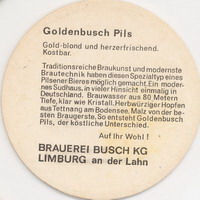 Goldenbusch Pils
Gold-blond und herzerfrischend.
Kostbar.
Traditionsreiche Braukunst und modernste
Brautechnik haben diesen Spezialtyp eines
Pilsener Bieres möglich gemacht. Ein moder-
nes Sudhaus, in vieler Hinsicht einmalig in
Deutschland. Brauwasser aus 80 Metern
Tiefe, klar wie Kristall. Herbwürziger Hopfen
aus Tettnang am Bodensee. Malz von der be-
sten Braugerste. So entsteht Goldenbusch
Pils, der köstliche Unterschied.
Auf Ihr Wohl!
BRAUEREI BUSCH KG
LIMBURG an der Lahn